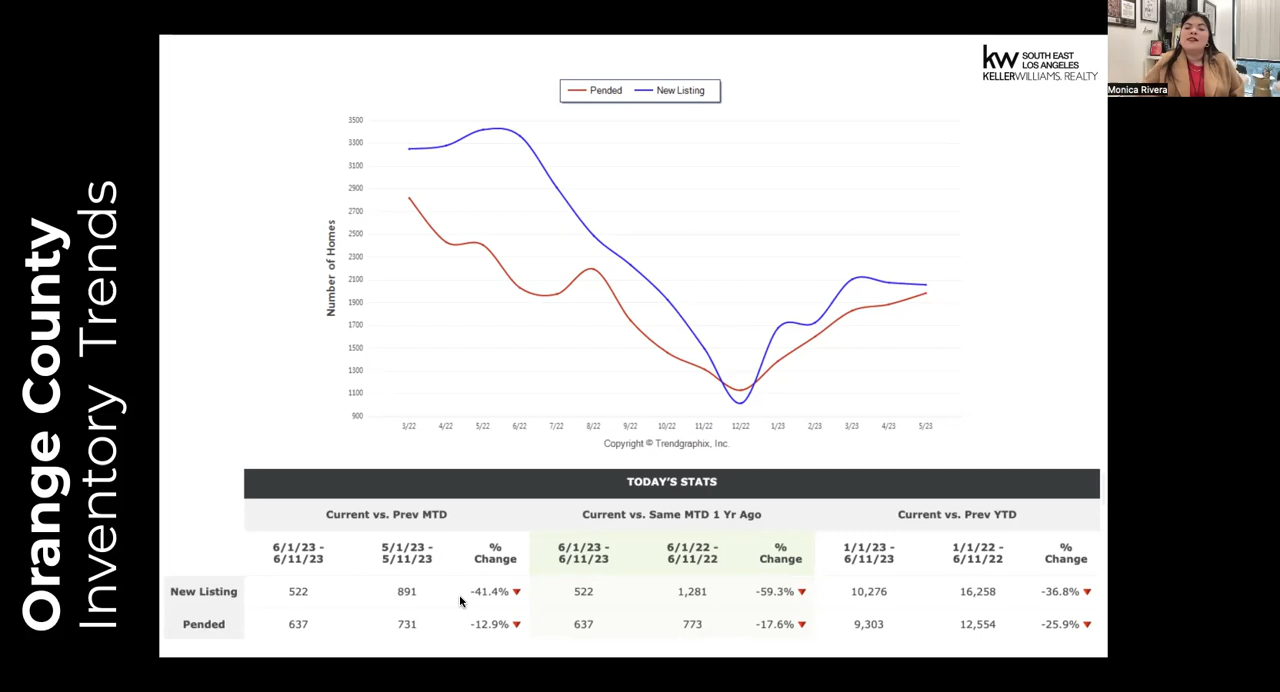 Orange County
Inventory Trends
kw SOUTH EAST
LOS ANGELES
KELLERWILLIAMS. REALTY
Monica Rivera
Pended New Listing
Number of Homes
3500
3300
3100
2900
2700
2500
2300
2100
1900
1700
1500
1300
1100
900
3/22 4/22 5/22 6/22 7/22 8/22 9/22 10/22 11/22 12/22 1/23 2/23 3/23 4/23 5/23
Copyright © Trendgraphix, Inc.
TODAY'S STATS
Current vs. Prev MTD Current vs. Same MTD 1 Yr Ago Current vs. Prev YTD
6/1/23 - 5/1/23 - % 6/1/23 - 6/1/22 - % 1/1/23 - 1/1/22 - %
6/11/23 5/11/23 Change 6/11/23 6/11/22 Change 6/11/23 6/11/22 Change
New Listing 522 891 -41.4% 522 1,281 -59.3% 10,276 16,258 -36.8%
Pended 637 731 -12.9% 637 773 -17.6% 9,303 12,554 -25.9%